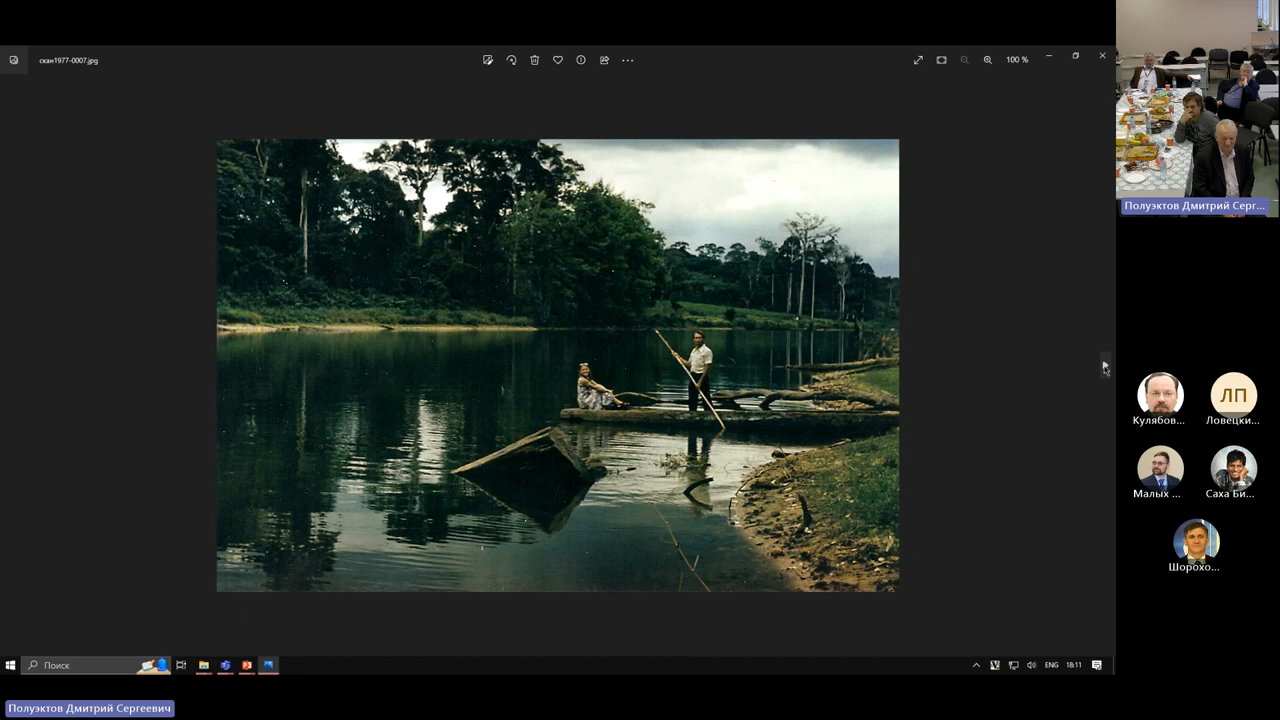 скан1977-0007.jpg
100 %
Полуэктов Дмитрий Серг...
Кулябов...
Ловецки...
ЛП
Малых ...
Саха Би...
Шорохо...
Поиск
ENG
18:11
Полуэктов Дмитрий Сергеевич